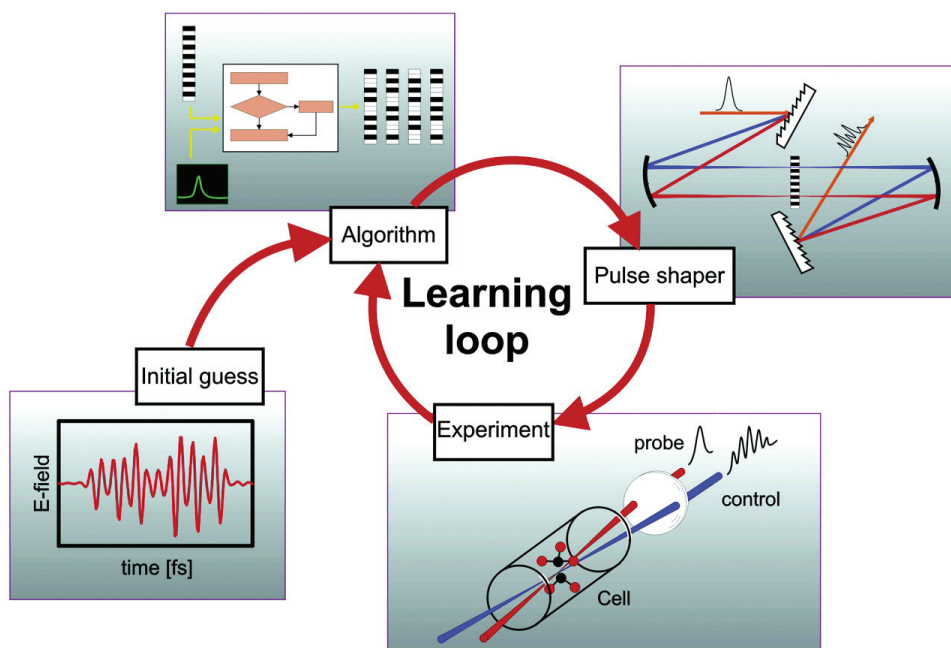 Algorithm
Pulse shaper
Learning
loop
Initial guess
Experiment
E-field
time [fs]
probe
control
Cell